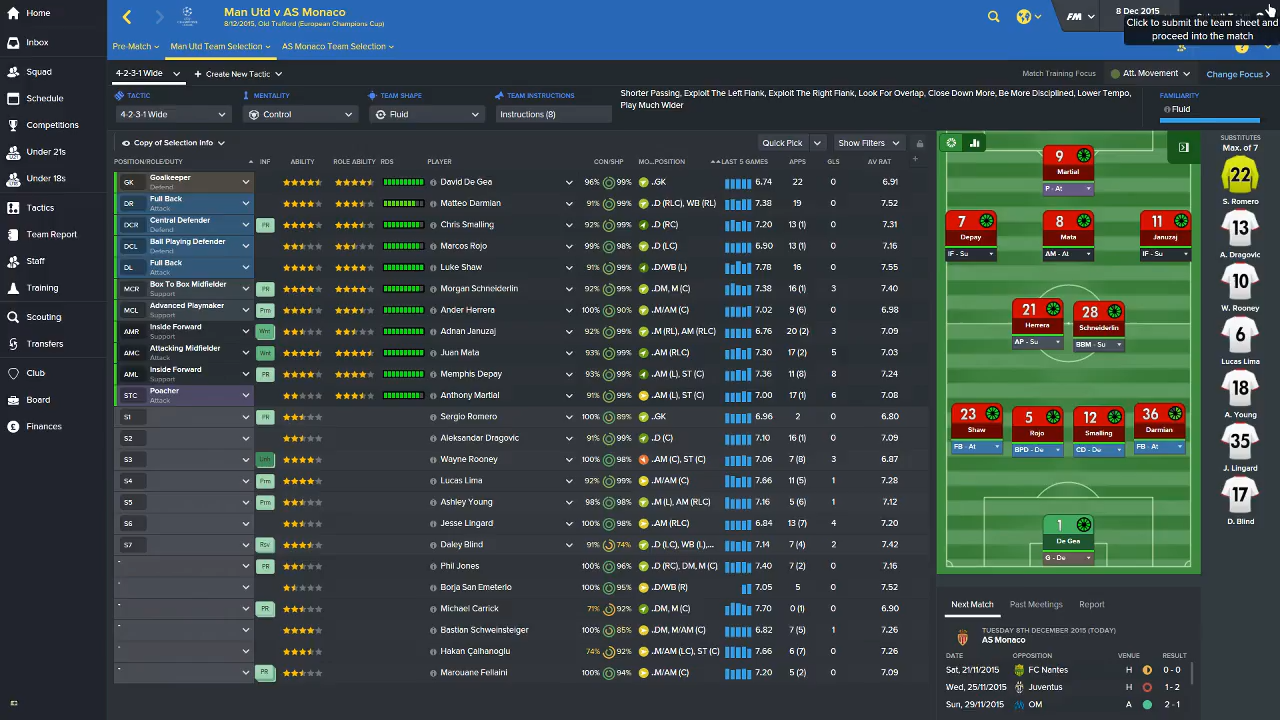 Home
Inbox
Squad
Schedule
Competitions
Under 21s
Under 18s
Tactics
Team Report
Staff
Training
Scouting
Transfers
Club
Board
Finances
Man Utd v AS Monaco
8/12/2015, Old Trafford (European Champions Cup)
FM
8 Dec 2015
Click to submit the team sheet and
proceed into the match
Pre-Match
Man Utd Team Selection
AS Monaco Team Selection
4-2-3-1 Wide
Create New Tactic
Match Training Focus
Att. Movement
Change Focus
TACTIC
4-2-3-1 Wide
MENTALITY
Control
TEAM SHAPE
Fluid
TEAM INSTRUCTIONS
Instructions (8)
Shorter Passing, Exploit The Left Flank, Exploit The Right Flank, Look For Overlap, Close Down More, Be More Disciplined, Lower Tempo,
Play Much Wider
FAMILIARITY
Fluid
Copy of Selection Info
Quick Pick
Show Filters
POSITION/ROLE/DUTY INF ABILITY ROLE ABILITY RDS PLAYER CON/SHP MO... POSITION LAST 5 GAMES APPS GLS AV RAT
GK Goalkeeper Defend David De Gea 96% 99% ..GK 6.74 22 0 6.91
DR Full Back Attack Matteo Darmian 91% 99% ..D (RLC), WB (RL) 7.38 19 0 7.52
DCR Central Defender Defend PR Chris Smalling 92% 99% ..D (RC) 7.20 13 (1) 0 7.31
DCL Ball Playing Defender Defend Marcos Rojo 99% 98% ..D (LC) 6.90 13 (1) 0 7.16
DL Full Back Attack Luke Shaw 91% 99% ..D/WB (L) 7.78 16 0 7.55
MCR Box To Box Midfielder Support PR Morgan Schneiderlin 92% 99% ..DM, M (C) 7.38 16 (1) 3 7.40
MCL Advanced Playmaker Support Frm Ander Herrera 99% 90% ..M/AM (C) 7.02 9 (6) 0 6.98
AMR Inside Forward Support Wnt Adnan Januzaj 92% 99% ..M (RL), AM (RLC) 6.76 20 (2) 3 7.09
AMC Attacking Midfielder Attack Wnt Juan Mata 93% 99% ..AM (RLC) 7.30 17 (2) 5 7.03
AML Inside Forward Support PR Memphis Depay 93% 99% ..AM (L), ST (C) 7.36 11 (8) 8 7.24
STC Poacher Attack Anthony Martial 91% 99% ..AM (L), ST (C) 7.00 17 (1) 6 7.08
S1 PR Sergio Romero 100% 89% ..GK 6.96 2 0 6.80
S2 Aleksandar Dragovic 91% 99% ..D (C) 7.10 16 (1) 0 7.09
S3 Unh Wayne Rooney 100% 98% ..AM (C), ST (C) 7.06 7 (8) 3 6.87
S4 Frm Lucas Lima 92% 99% ..M/AM (C) 7.66 11 (5) 1 7.28
S5 Frm Ashley Young 98% 98% ..M (L), AM (RLC) 7.16 5 (6) 1 7.12
S6 Jesse Lingard 100% 98% ..AM (RLC) 6.84 13 (7) 4 7.20
S7 Rsv Daley Blind 91% 74% ..D (LC), WB (L),... 7.14 7 (4) 2 7.42
- PR Phil Jones 100% 96% ..D (RC), DM, M (C) 7.40 7 (2) 0 7.16
- Borja San Emeterio 100% 95% ..D/WB (R) 7.05 5 0 7.52
- PR Michael Carrick 71% 92% ..DM, M (C) 7.70 0 (1) 0 6.90
- Bastian Schweinsteiger 100% 85% ..DM, M/AM (C) 6.82 7 (5) 1 7.26
- Hakan Çalhanoglu 74% 92% ..M/AM (LC), ST (C) 7.66 6 (7) 1 7.26
- PR Marouane Fellaini 100% 94% ..M/AM (C) 7.20 5 (2) 0 7.09
9
Martial
P - At
7 8 11
Depay Mata Januzaj
IF - Su AM - At IF - Su
21 28
Herrera Schneiderlin
AP - Su BBM - Su
23 5 12 36
Shaw Rojo Smalling Darmian
FB - At BPD - De CD - De FB - At
1
De Gea
G - De
SUBSTITUTES
Max. of 7
22
S. Romero
13
A. Dragovic
10
W. Rooney
6
Lucas Lima
18
A. Young
35
J. Lingard
17
D. Blind
Next Match Past Meetings Report
TUESDAY 8TH DECEMBER 2015 (TODAY)
AS Monaco
DATE OPPOSITION VENUE RESULT
Sat, 21/11/2015 FC Nantes H 0 - 0
Wed, 25/11/2015 Juventus H 1 - 2
Sun, 29/11/2015 OM A 2 - 1